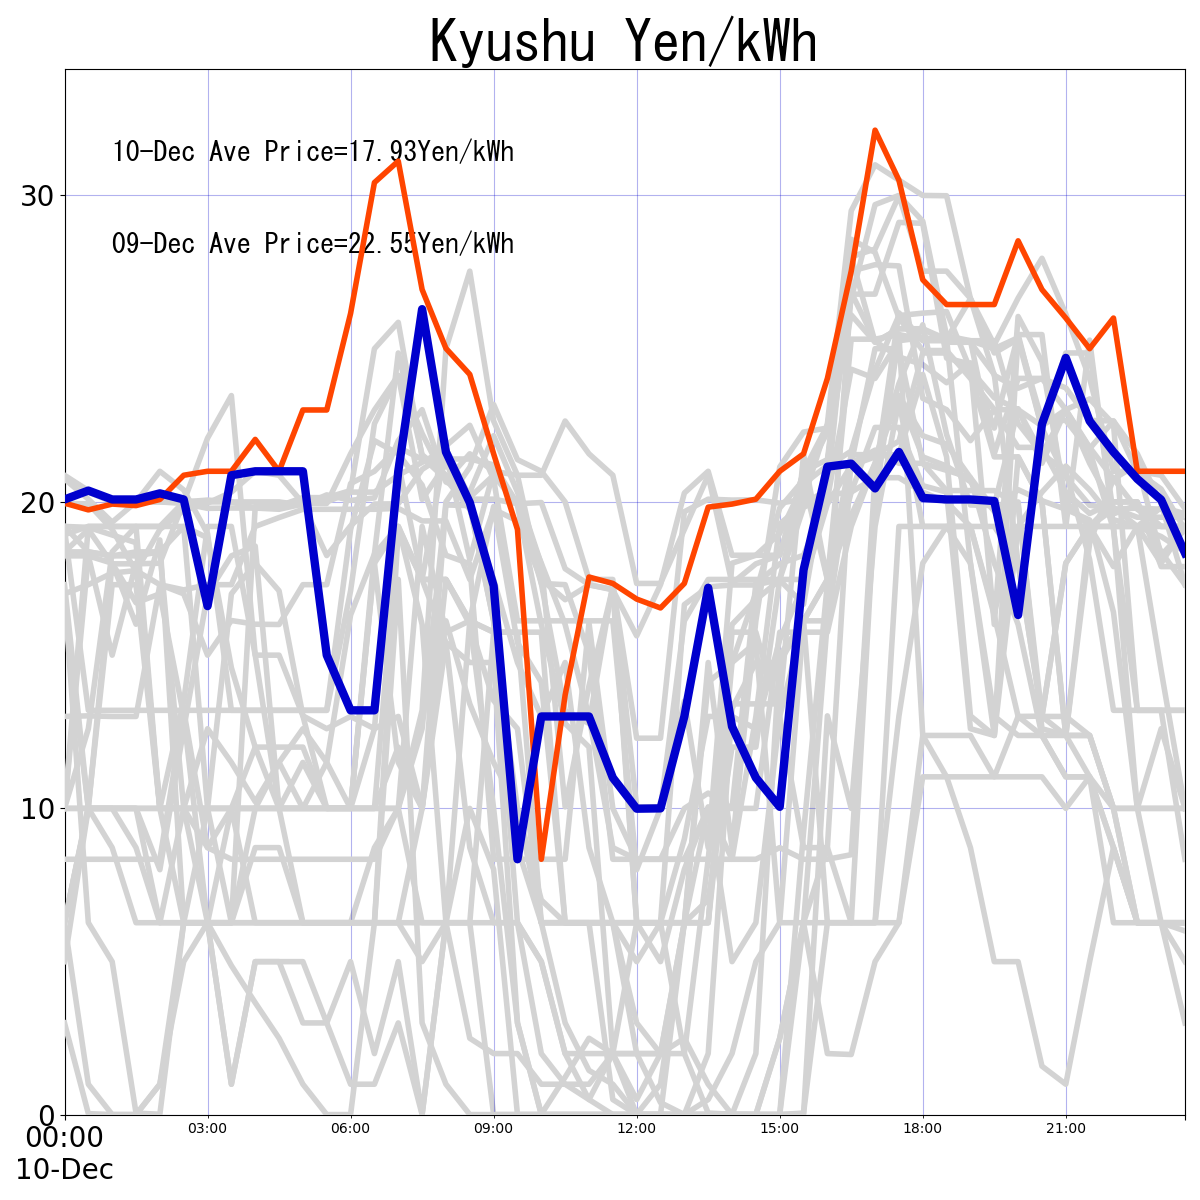 Kyushu Yen/kWh
10-Dec Ave Price=17.93Yen/kWh
09-Dec Ave Price=22.55Yen/kWh
30
20
10
0
00:00 03:00 06:00 09:00 12:00 15:00 18:00 21:00
10-Dec